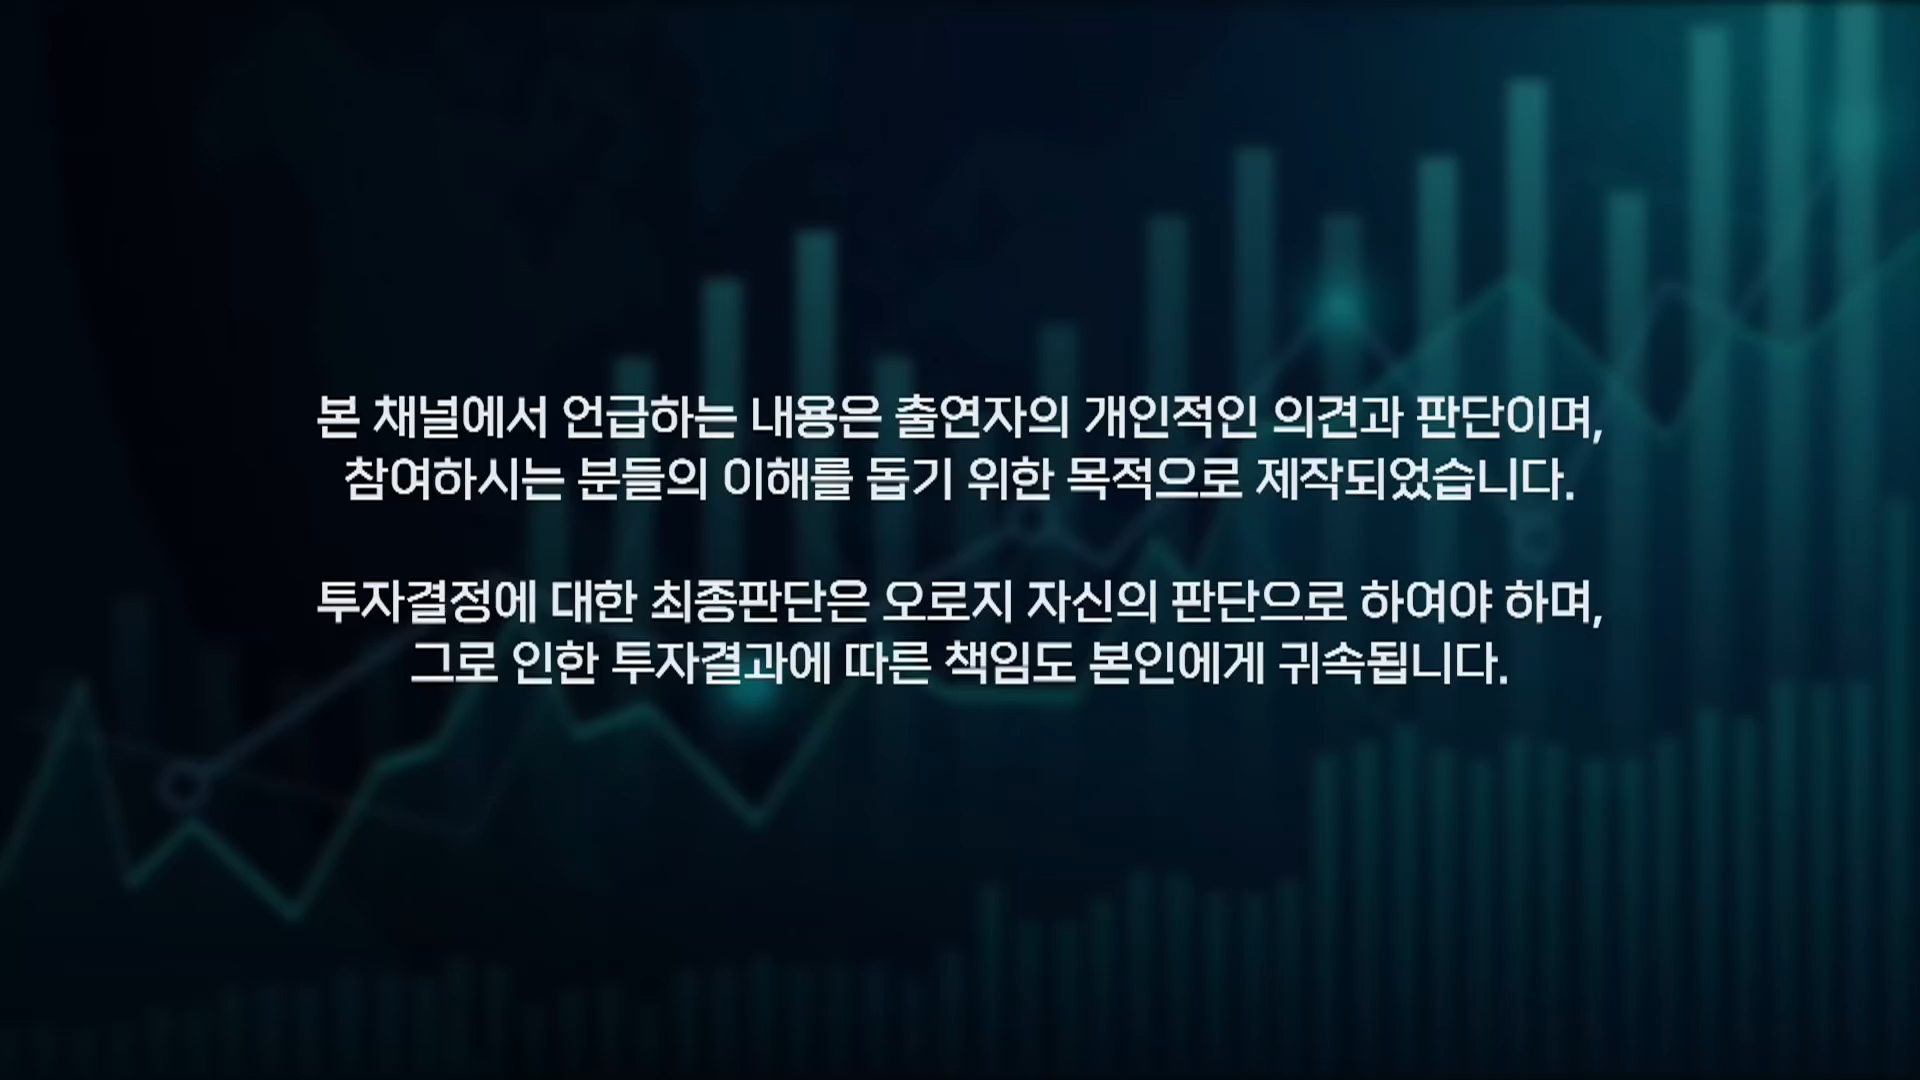 본 채널에서 언급하는 내용은 출연자의 개인적인 의견과 판단이며,
참여하시는 분들의 이해를 돕기 위한 목적으로 제작되었습니다.
투자결정에 대한 최종판단은 오로지 자신의 판단으로 하여야 하며,
그로 인한 투자결과에 따른 책임도 본인에게 귀속됩니다.